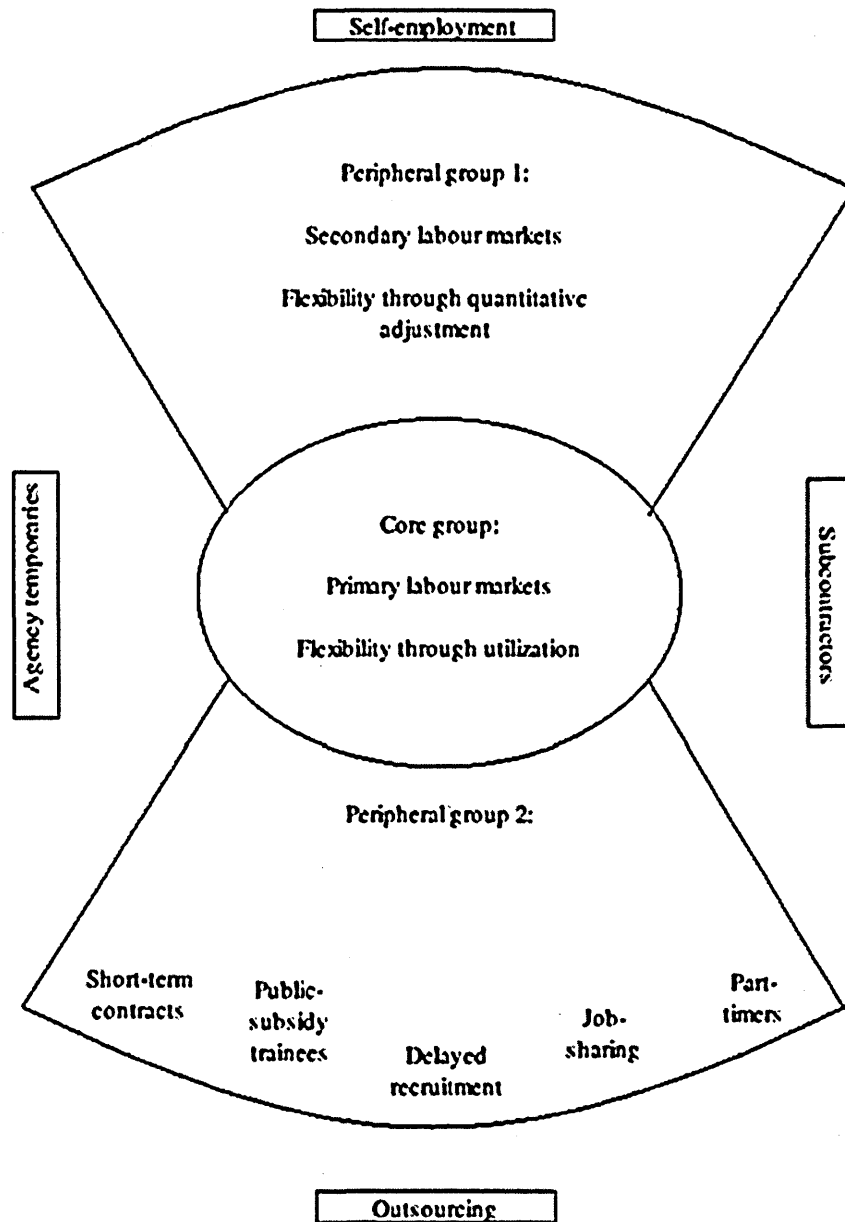 Self-employment
Peripheral group 1:
Secondary labour markets
Flexibility through quantitative
adjustment
Agency temporaries
Core group:
Primary labour markets
Flexibility through utilization
Subcontractors
Peripheral group 2:
Short-term
contracts
Public-
subsidy
trainees
Delayed
recruitment
Job-
sharing
Part-
timers
Outsourcing